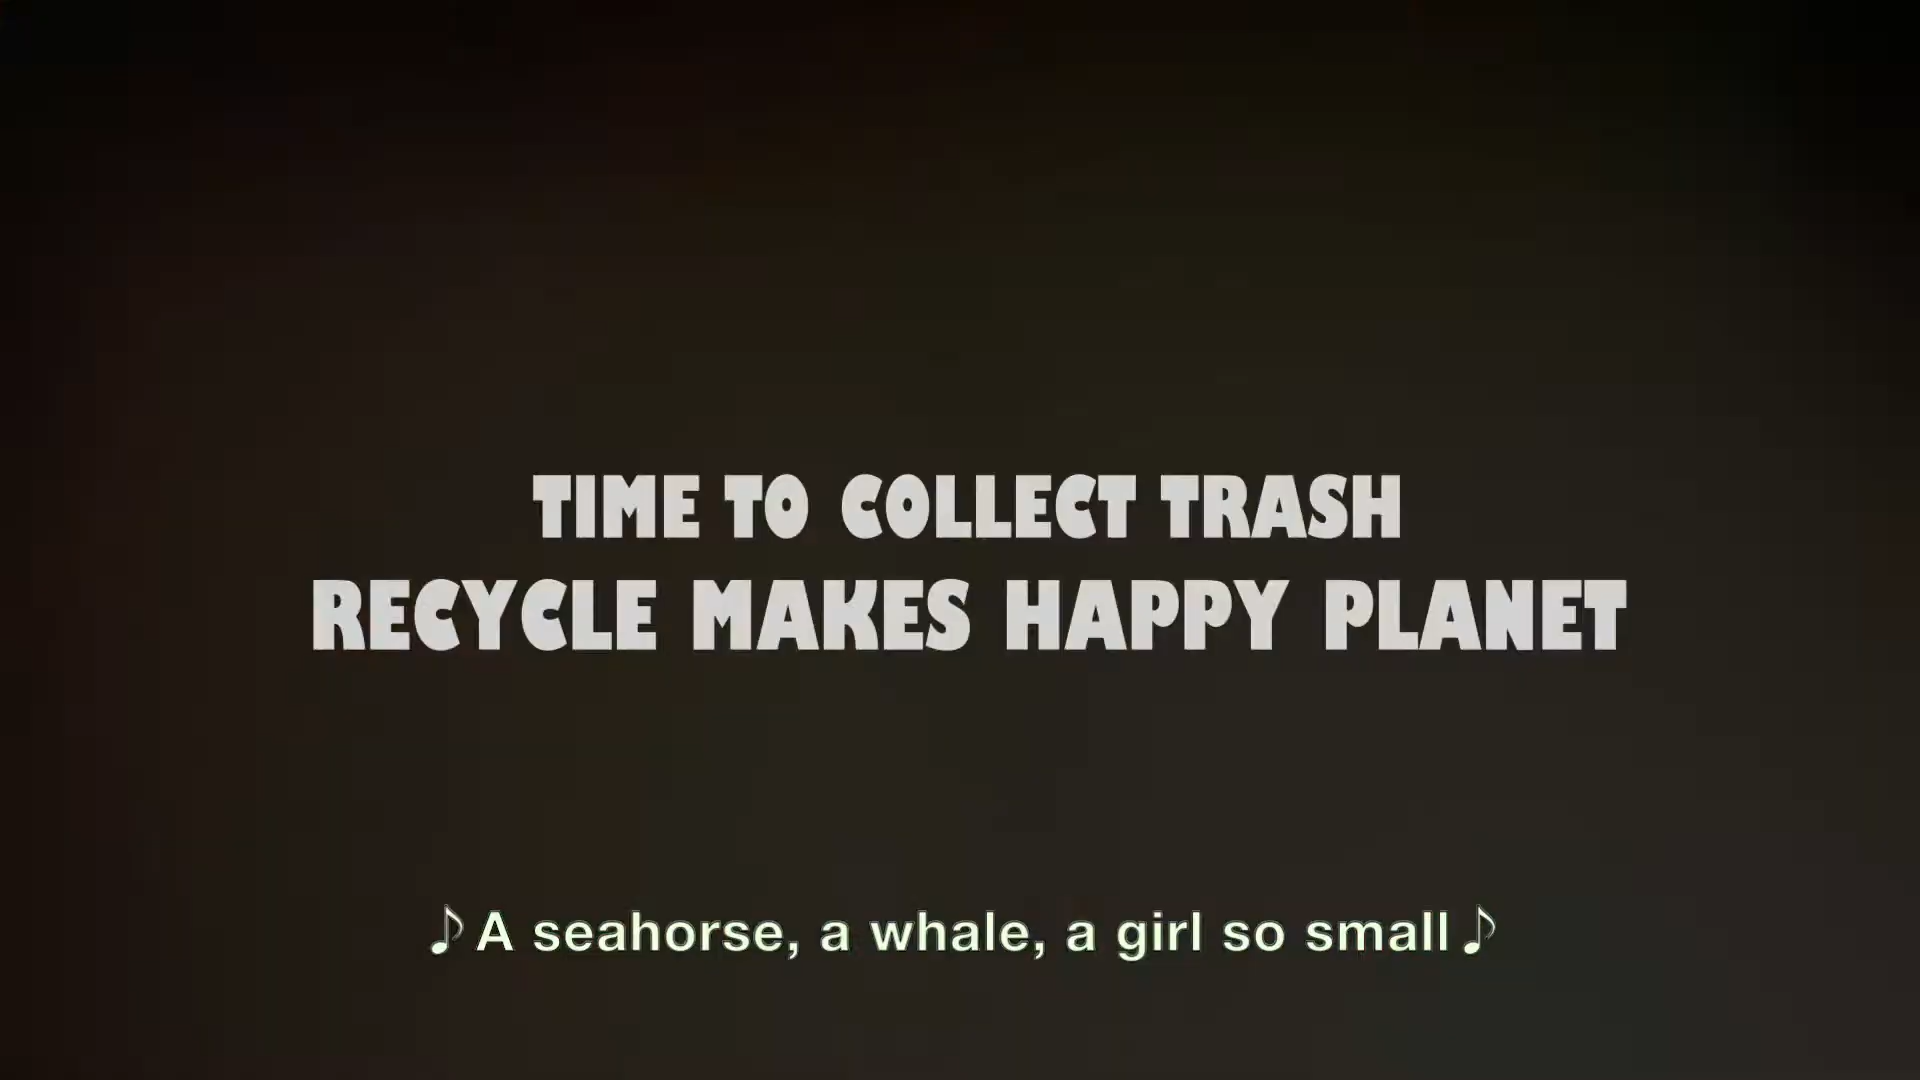 TIME TO COLLECT TRASH
RECYCLE MAKES HAPPY PLANET
♪A seahorse, a whale, a girl so small♪